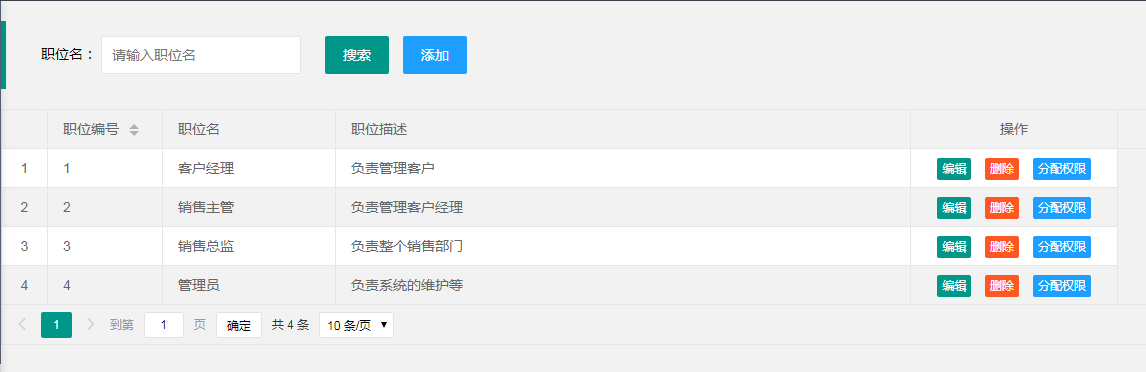 职位名： 请输入职位名 搜索 添加
职位编号 职位名 职位描述 操作
1 1 客户经理 负责管理客户 编辑 删除 分配权限
2 2 销售主管 负责管理客户经理 编辑 删除 分配权限
3 3 销售总监 负责整个销售部门 编辑 删除 分配权限
4 4 管理员 负责系统的维护等 编辑 删除 分配权限
1 到第 1 页 确定 共 4 条 10 条/页